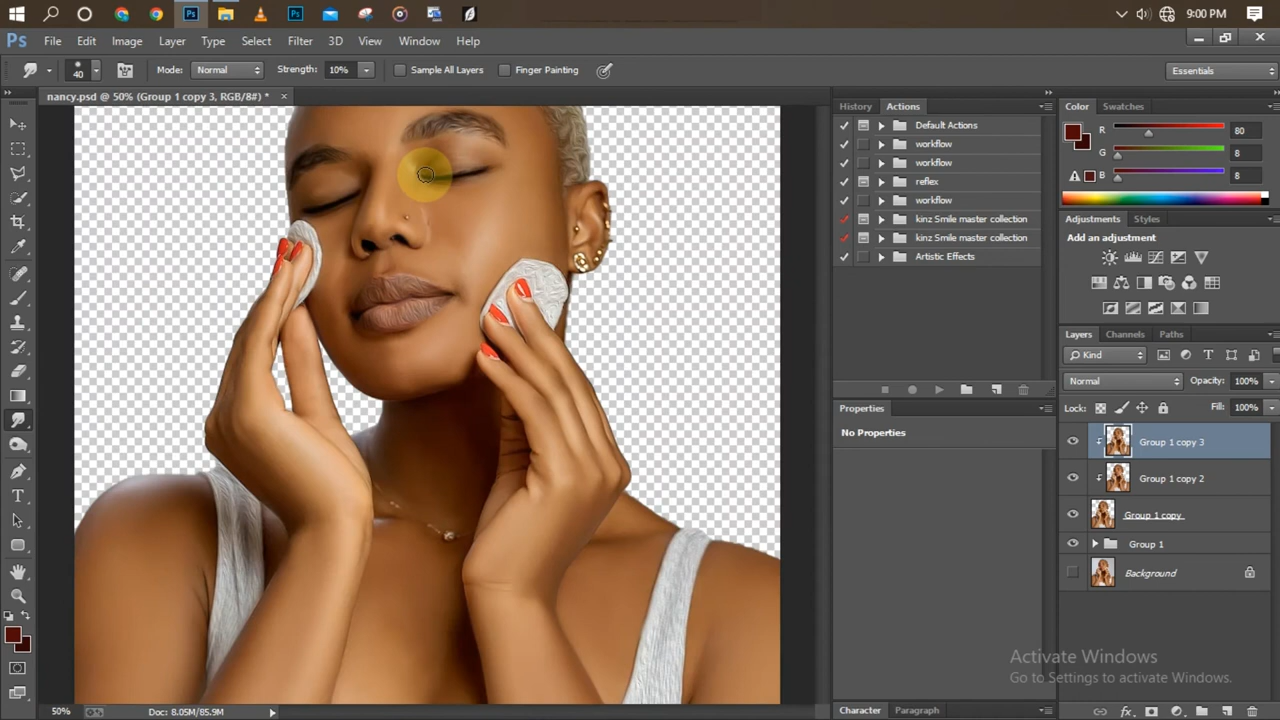 9:00 PM
Ps File Edit Image Layer Type Select Filter 3D View Window Help
40 Mode: Normal Strength: 10% Sample All Layers Finger Painting Essentials
nancy.psd @ 50% (Group 1 copy 3, RGB/8#) * ×
History Actions
Default Actions
workflow
workflow
reflex
workflow
kinz Smile master collection
kinz Smile master collection
Artistic Effects
Properties
No Properties
Color Swatches
R 80
G 8
B 8
Adjustments Styles
Add an adjustment
Layers Channels Paths
Kind
Normal Opacity: 100%
Lock: Fill: 100%
Group 1 copy 3
Group 1 copy 2
Group 1 copy
Group 1
Background
Activate Windows
Go to Settings to activate Windows.
50% Doc: 8.05M/85.9M
Character Paragraph